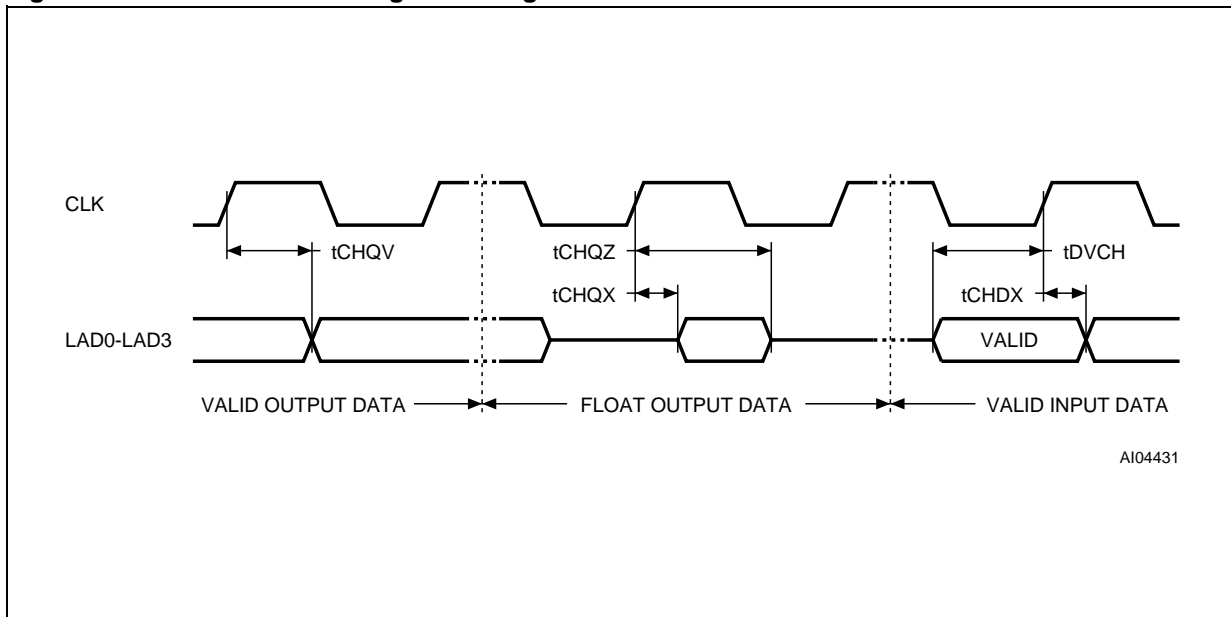 CLK
tCHQV
tCHQZ
tDVCH
tCHQX
tCHDX
LAD0-LAD3
VALID
VALID OUTPUT DATA
FLOAT OUTPUT DATA
VALID INPUT DATA
AI04431